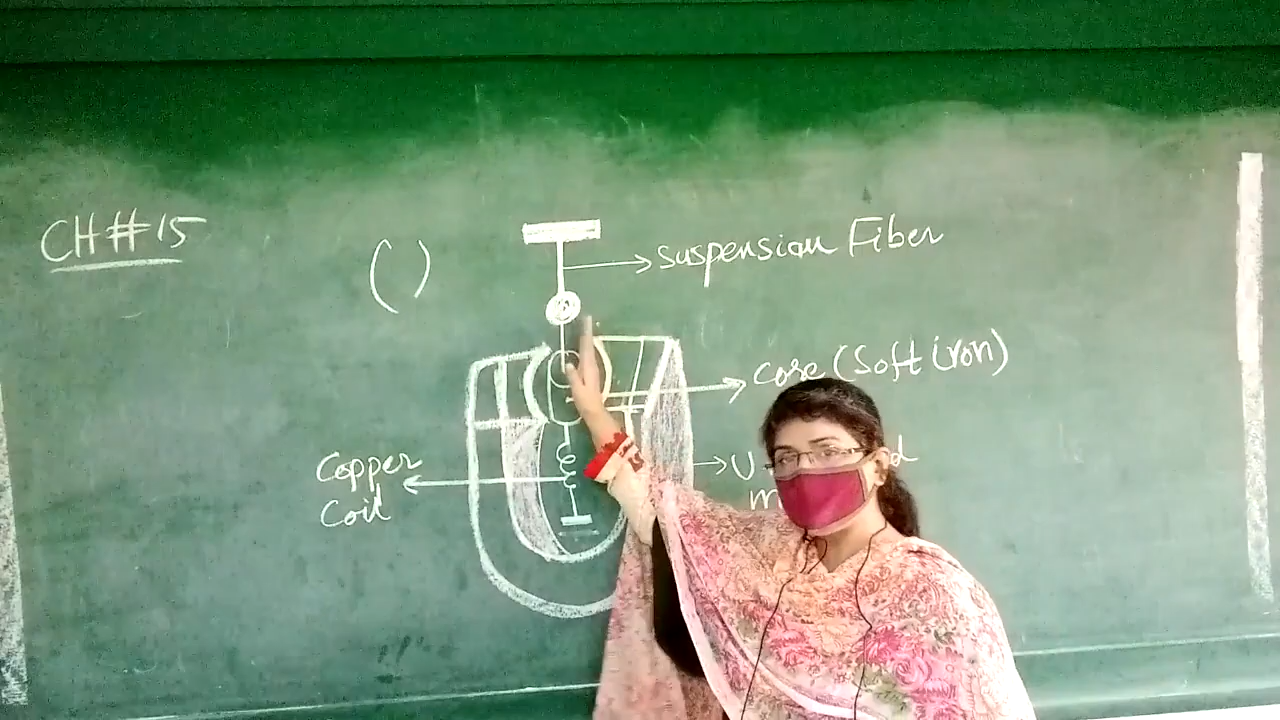 CH#15
( )
Suspension Fiber
Core (Soft iron)
Copper
Coil
U